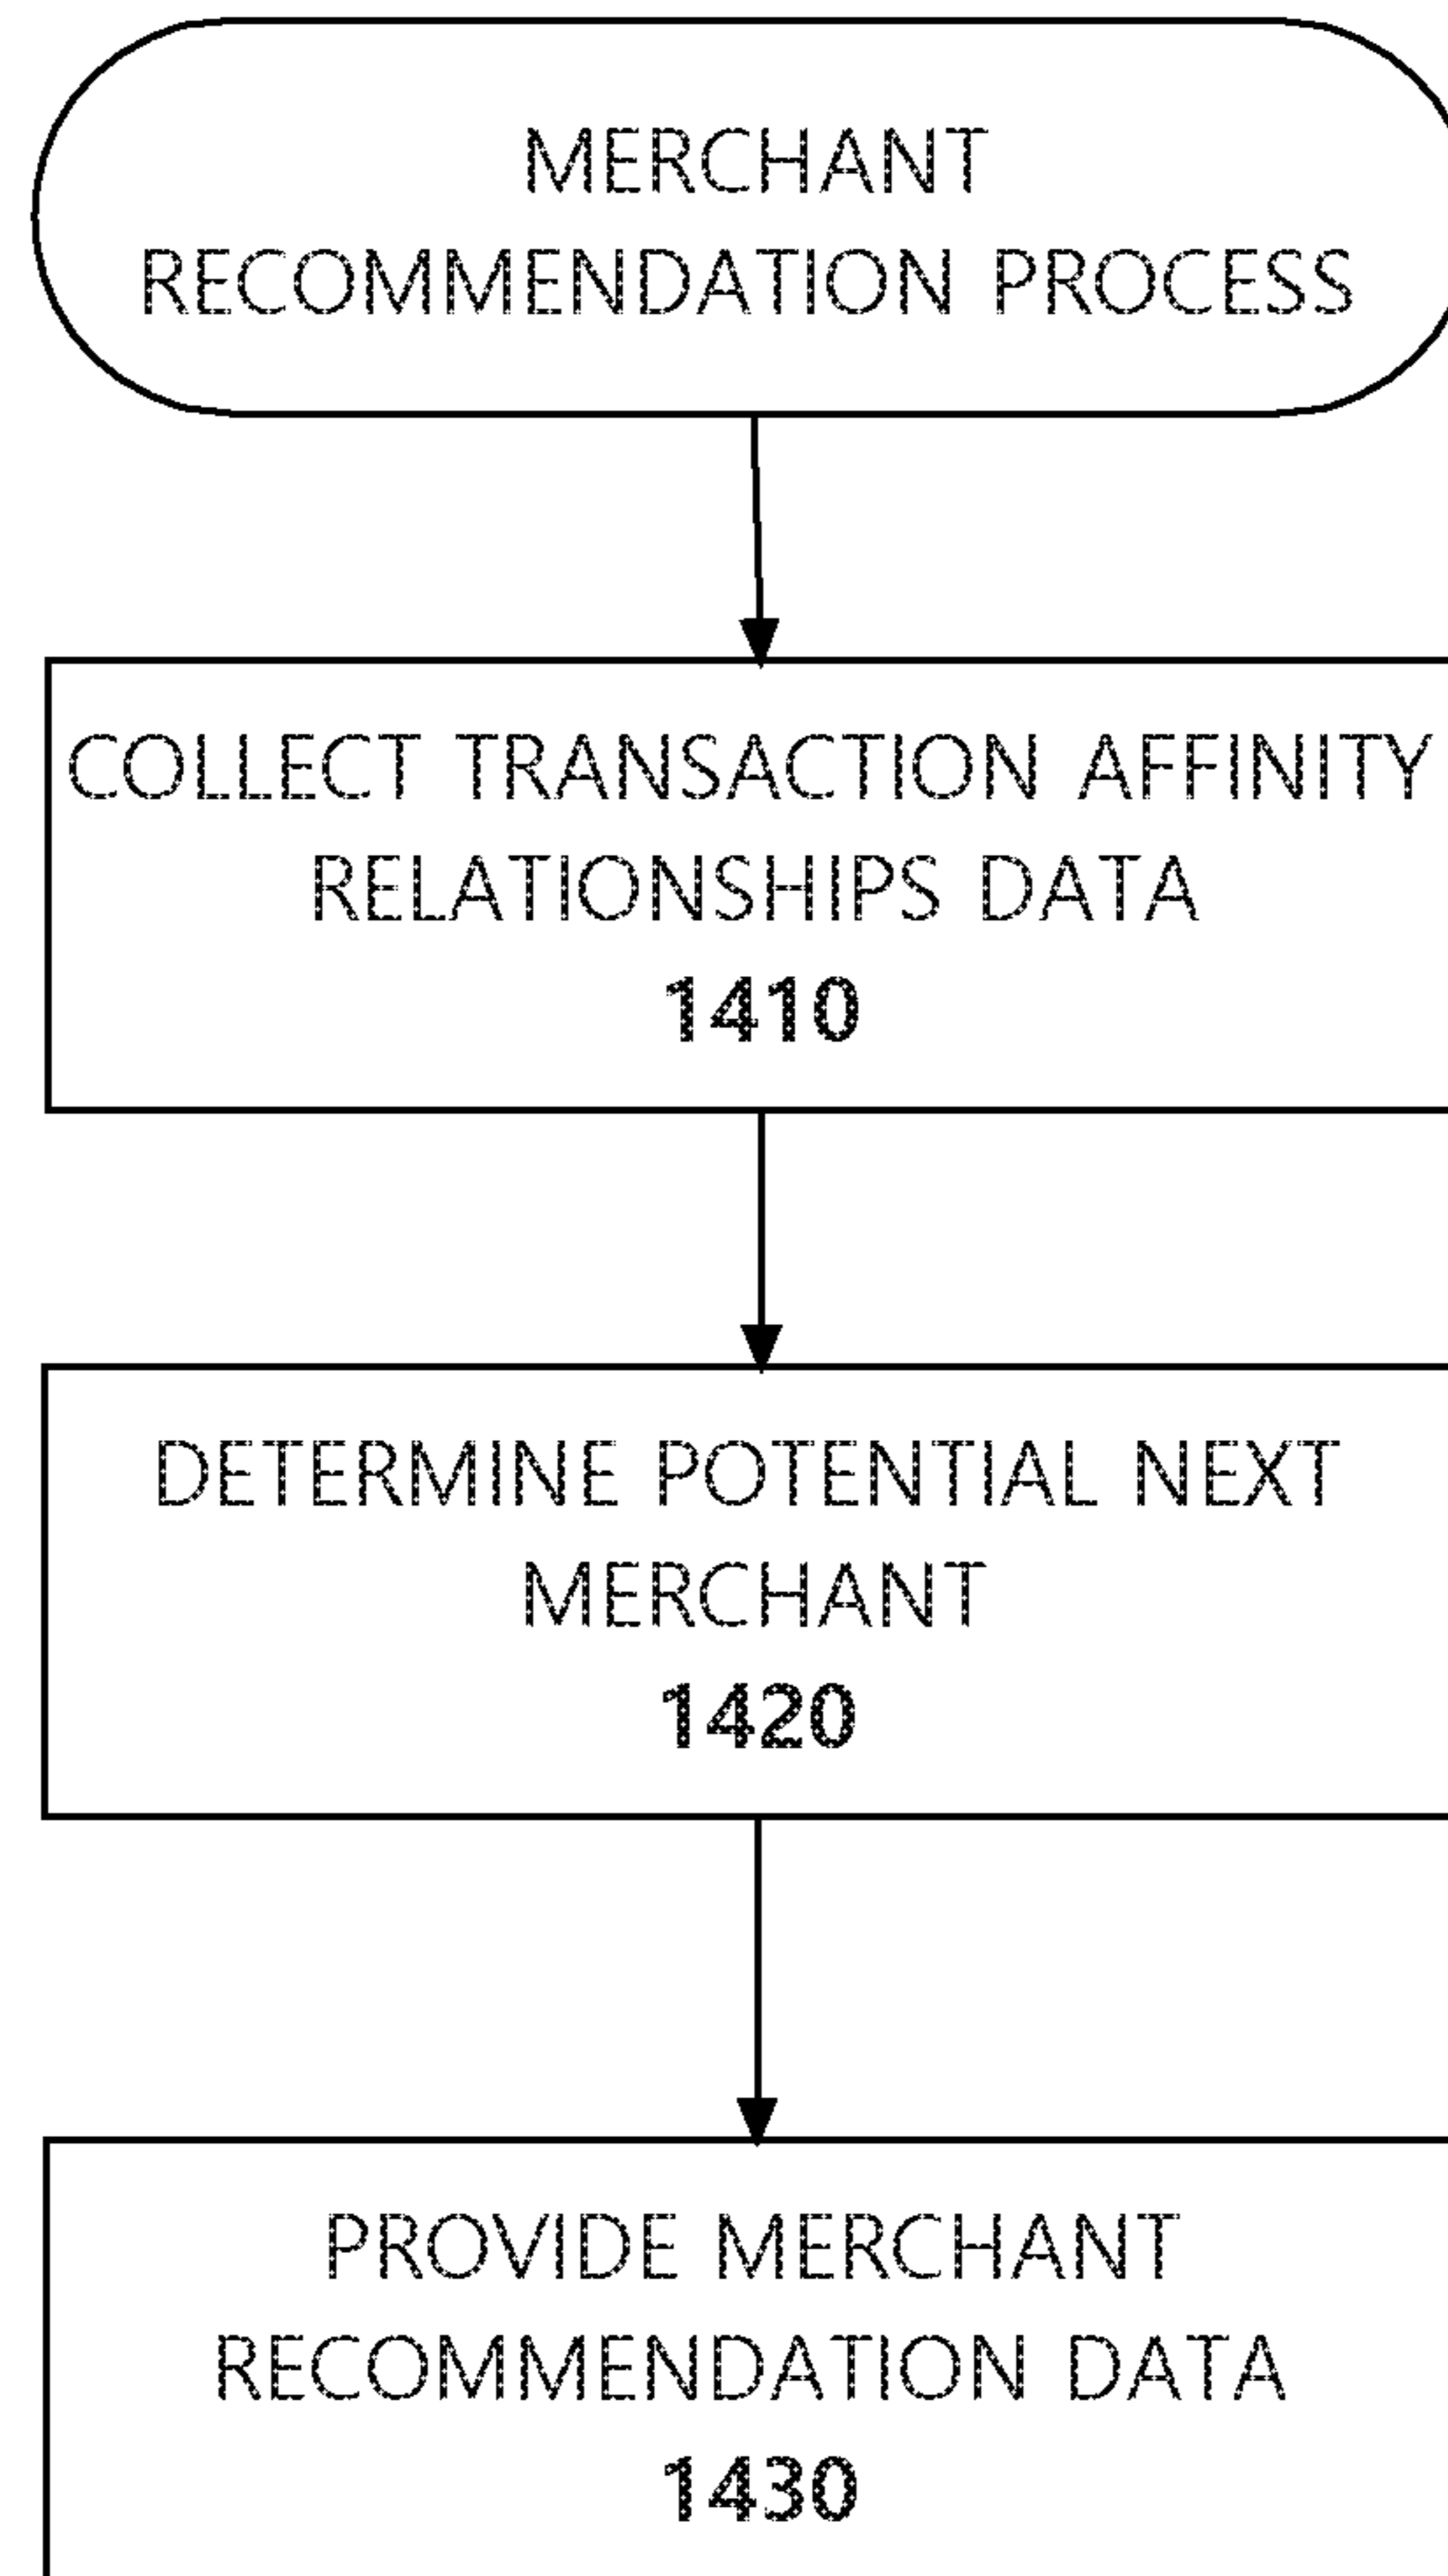 MERCHANT
RECOMMENDATION PROCESS
COLLECT TRANSACTION AFFINITY
RELATIONSHIPS DATA
1410
DETERMINE POTENTIAL NEXT
MERCHANT
1420
PROVIDE MERCHANT
RECOMMENDATION DATA
1430